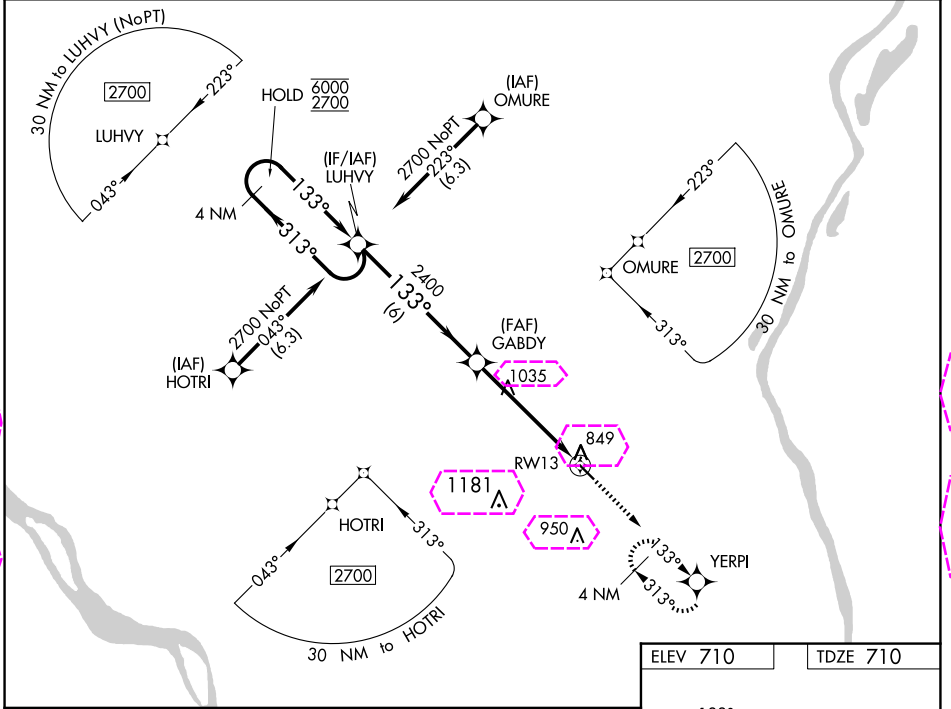 30 NM to LUHVY (NoPT)
2700
223°
LUHVY
043°
HOLD 6000
2700
4 NM
133°
313°
(IF/IAF)
LUHVY
(IAF)
OMURE
2700 NoPT
223°
(6.3)
223°
OMURE
2700
313°
30 NM to OMURE
2400
133°
(6)
2700 NoPT
043°
(6.3)
(IAF)
HOTRI
(FAF)
GABDY
1035
849
RW13
1181
950
HOTRI
043°
313°
2700
30 NM to HOTRI
133°
313°
4 NM
YERPI
ELEV 710
TDZE 710